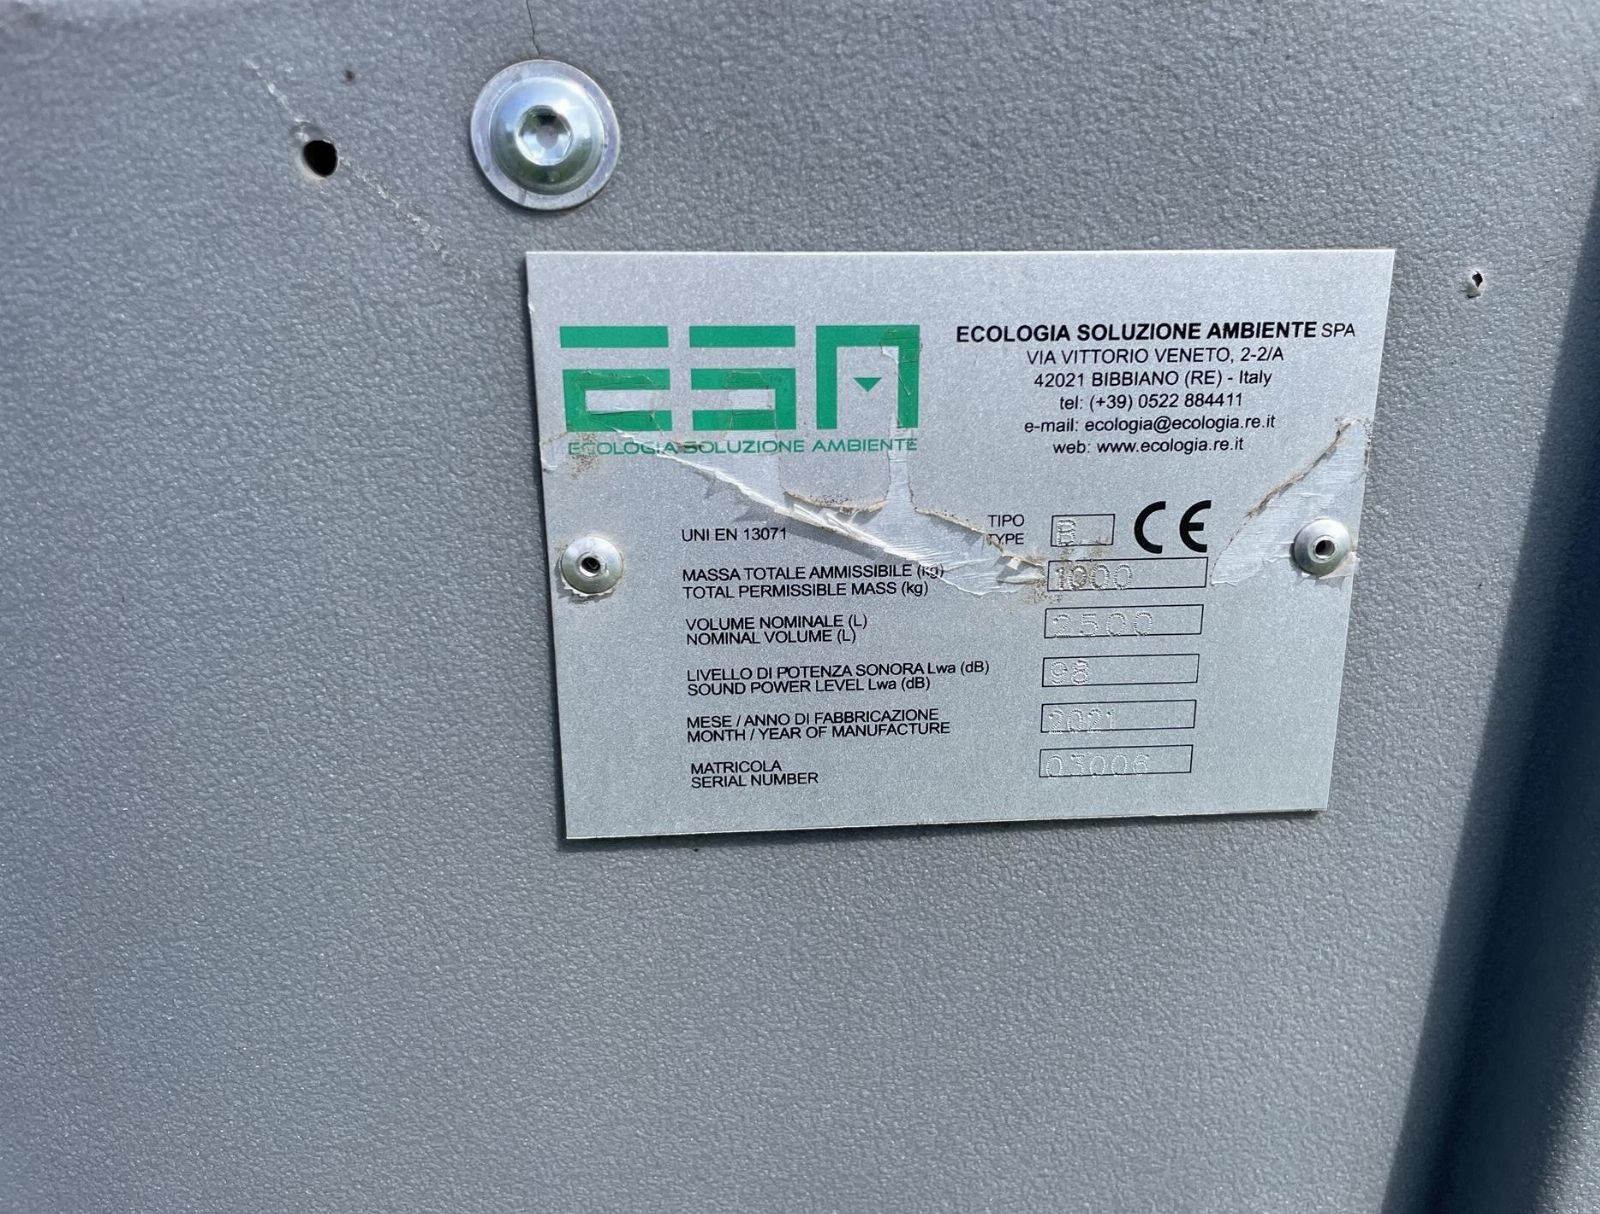 ESA
ECOLOGIA SOLUZIONE AMBIENTE
ECOLOGIA SOLUZIONE AMBIENTE SPA
VIA VITTORIO VENETO, 2-2/A
42021 BIBBIANO (RE) - Italy
tel: (+39) 0522 884411
e-mail: ecologia@ecologia.re.it
web: www.ecologia.re.it
UNI EN 13071
TIPO
TYPE
B
CE
MASSA TOTALE AMMISSIBILE (kg)
TOTAL PERMISSIBLE MASS (kg)
1000
VOLUME NOMINALE (L)
NOMINAL VOLUME (L)
2500
LIVELLO DI POTENZA SONORA Lwa (dB)
SOUND POWER LEVEL Lwa (dB)
98
MESE / ANNO DI FABBRICAZIONE
MONTH / YEAR OF MANUFACTURE
2021
MATRICOLA
SERIAL NUMBER
03006